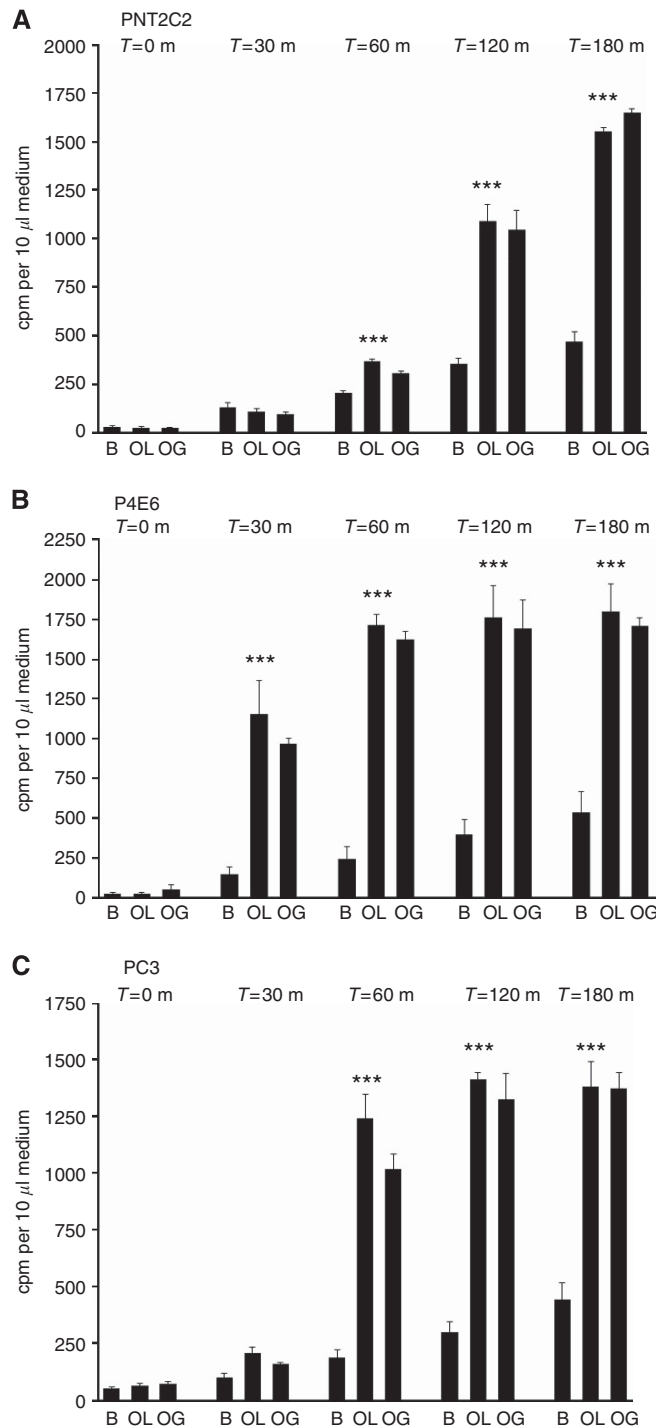 A PNT2C2
T=0 m T=30 m T=60 m T=120 m T=180 m
2000
1750
1500
1250
1000
750
500
250
0
cpm per 10 µl medium
*** *** ***
B OL OG B OL OG B OL OG B OL OG B OL OG
B P4E6
T=0 m T=30 m T=60 m T=120 m T=180 m
2250
2000
1750
1500
1250
1000
750
500
250
0
cpm per 10 µl medium
*** *** *** ***
B OL OG B OL OG B OL OG B OL OG B OL OG
C PC3
T=0 m T=30 m T=60 m T=120 m T=180 m
1750
1500
1250
1000
750
500
250
0
cpm per 10 µl medium
*** *** ***
B OL OG B OL OG B OL OG B OL OG B OL OG